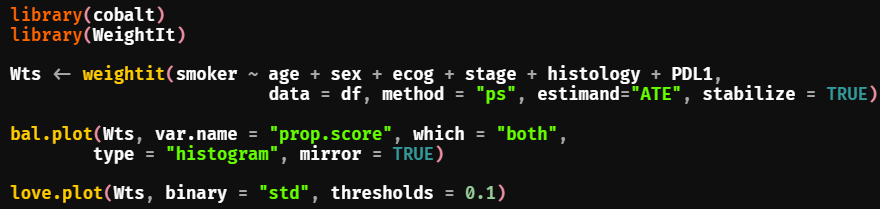 library(cobalt)
library(WeightIt)
Wts <- weightit(smoker ~ age + sex + ecog + stage + histology + PDL1,
data = df, method = "ps", estimand="ATE", stabilize = TRUE)
bal.plot(Wts, var.name = "prop.score", which = "both",
type = "histogram", mirror = TRUE)
love.plot(Wts, binary = "std", thresholds = 0.1)